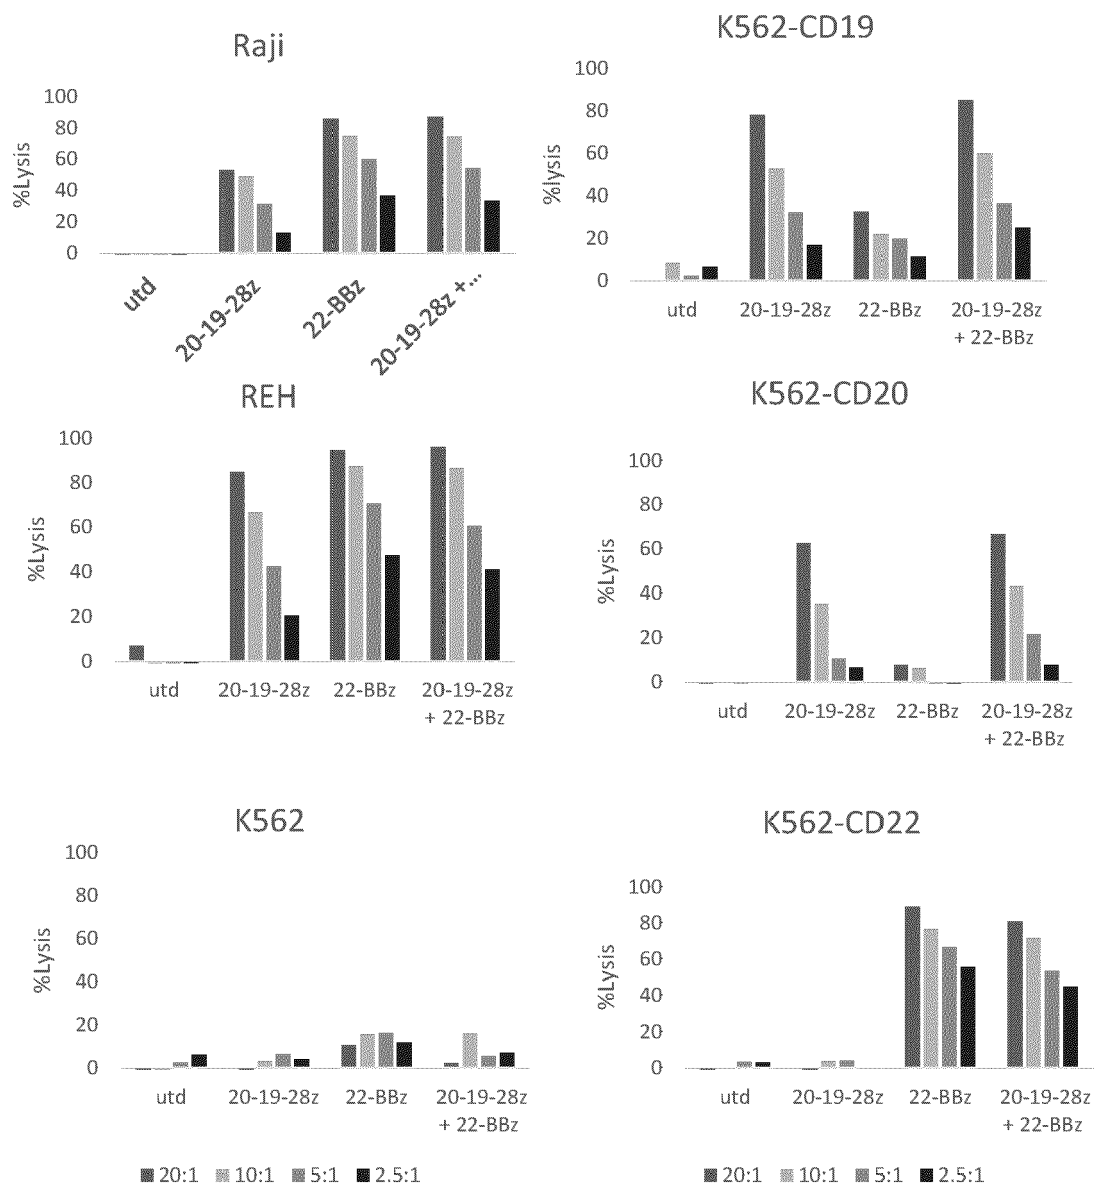 Raji
%Lysis
100
80
60
40
20
0
utd
20-19-28z
22-BBz
20-19-28z +...
K562-CD19
%lysis
100
80
60
40
20
0
utd
20-19-28z
22-BBz
20-19-28z
+ 22-BBz
REH
%Lysis
100
80
60
40
20
0
utd
20-19-28z
22-BBz
20-19-28z
+ 22-BBz
K562-CD20
%Lysis
100
80
60
40
20
0
utd
20-19-28z
22-BBz
20-19-28z
+ 22-BBz
K562
%Lysis
100
80
60
40
20
0
utd
20-19-28z
22-BBz
20-19-28z
+ 22-BBz
20:1 10:1 5:1 2.5:1
K562-CD22
%Lysis
100
80
60
40
20
0
utd
20-19-28z
22-BBz
20-19-28z
+ 22-BBz
20:1 10:1 5:1 2.5:1